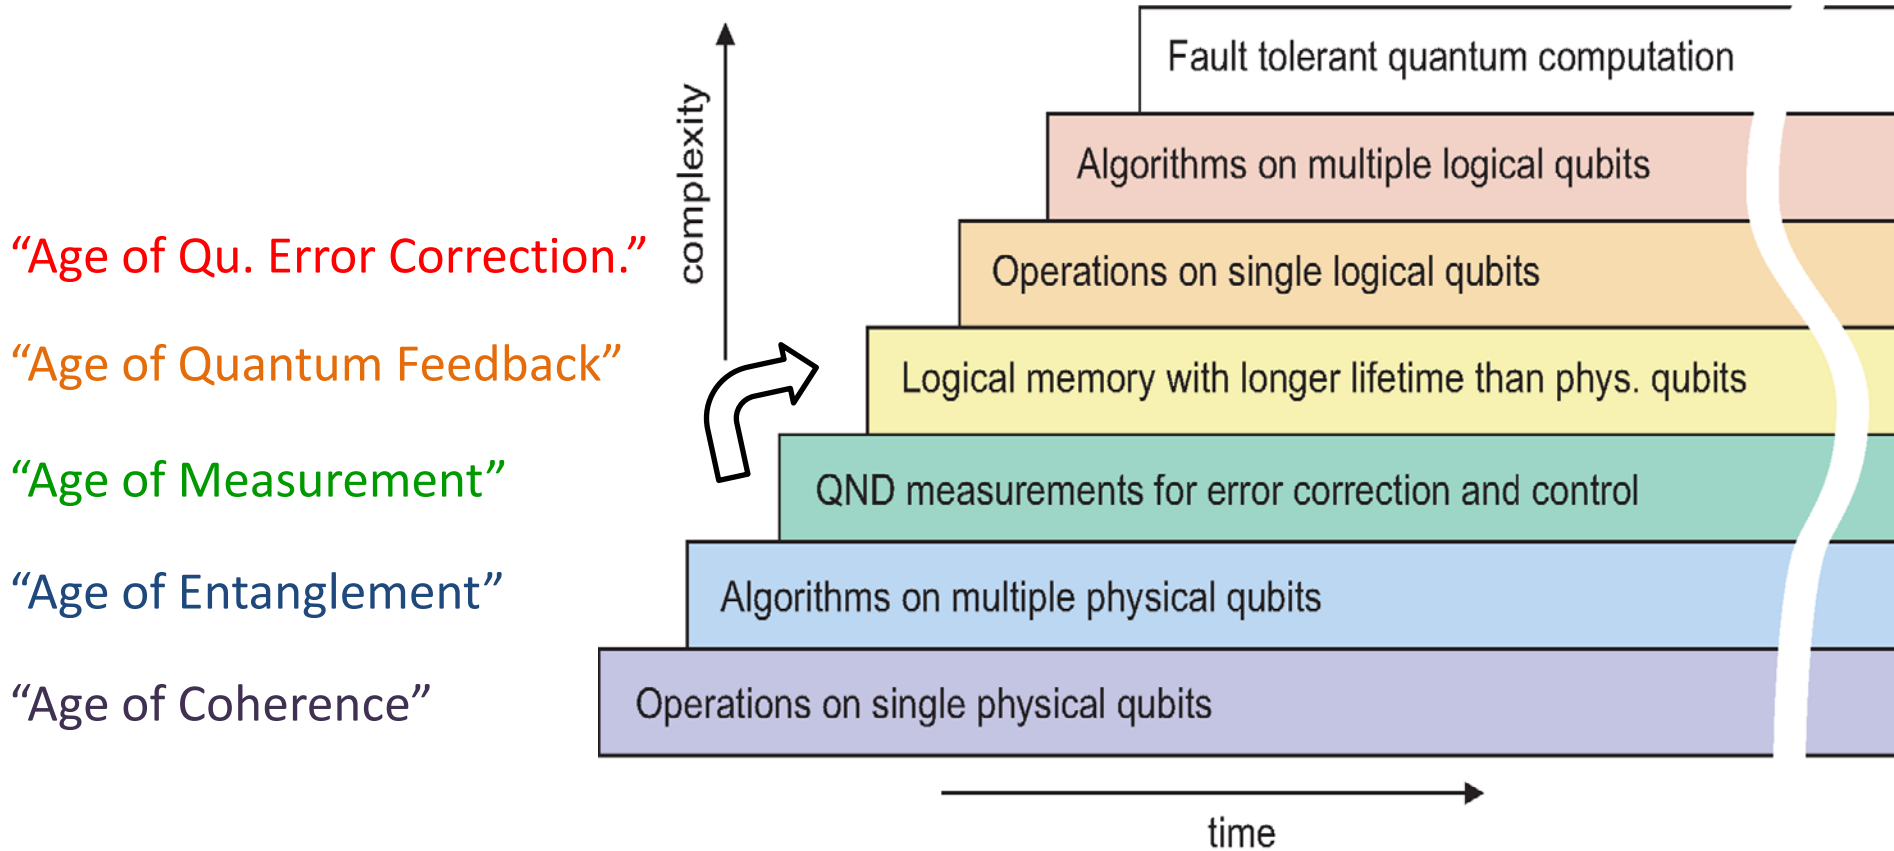 Fault tolerant quantum computation
complexity
Algorithms on multiple logical qubits
“Age of Qu. Error Correction.”
Operations on single logical qubits
“Age of Quantum Feedback”
Logical memory with longer lifetime than phys. qubits
“Age of Measurement”
QND measurements for error correction and control
“Age of Entanglement”
Algorithms on multiple physical qubits
“Age of Coherence”
Operations on single physical qubits
time